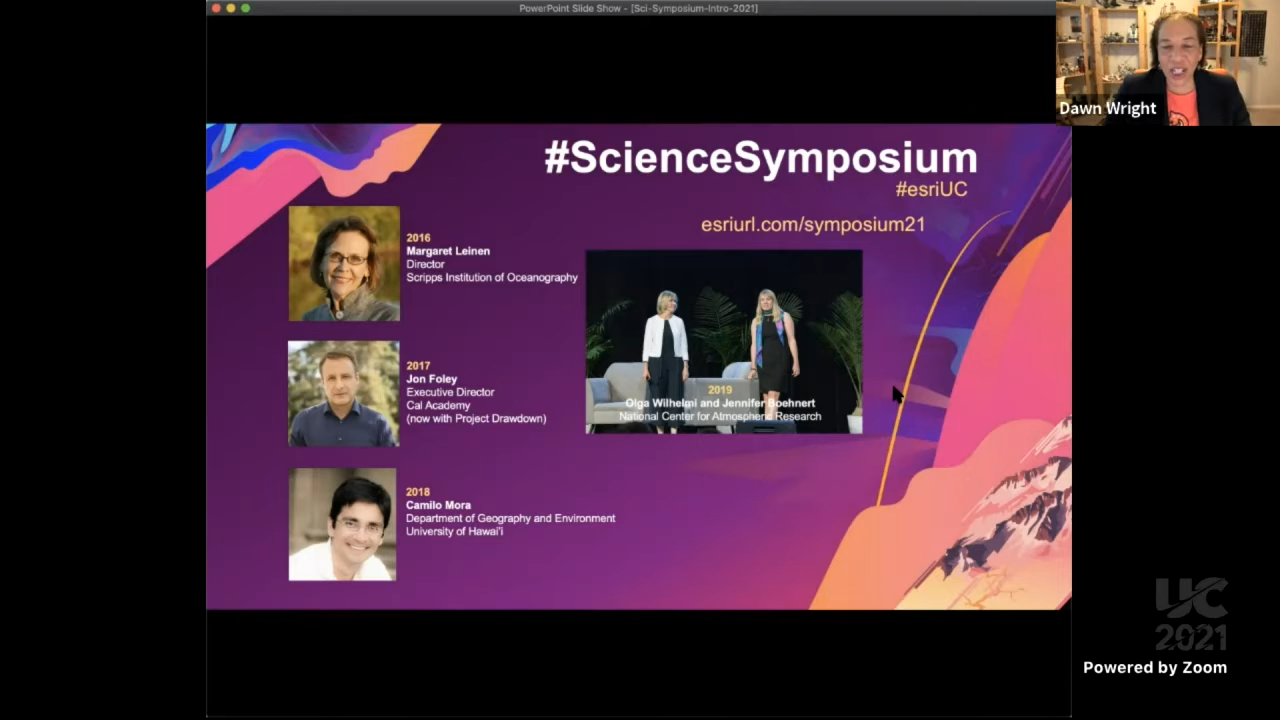 PowerPoint Slide Show - [Sci-Symposium-Intro-2021]
Dawn Wright
#ScienceSymposium
#esriUC
esriurl.com/symposium21
2016
Margaret Leinen
Director
Scripps Institution of Oceanography
2017
Jon Foley
Executive Director
Cal Academy
(now with Project Drawdown)
2018
Camilo Mora
Department of Geography and Environment
University of Hawai'i
2019
Olga Wilhelmi and Jennifer Boehnert
National Center for Atmospheric Research
UC
2021
Powered by Zoom